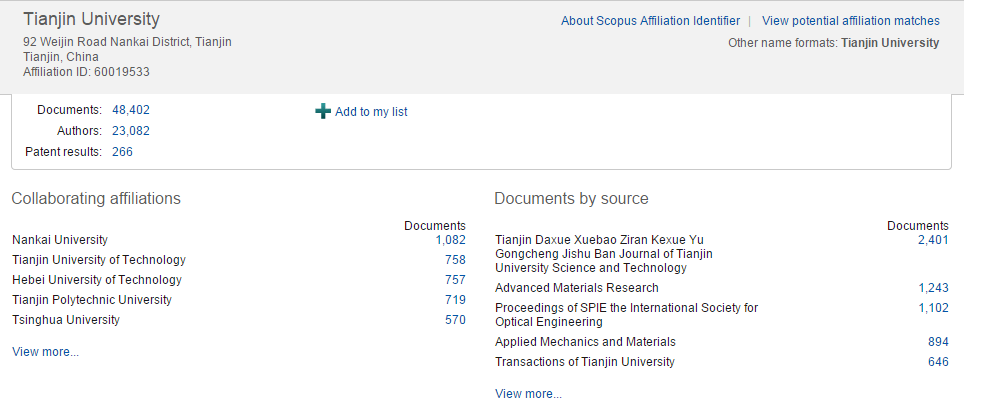 Tianjin University
About Scopus Affiliation Identifier | View potential affiliation matches
92 Weijin Road Nankai District, Tianjin
Tianjin, China
Affiliation ID: 60019533
Other name formats: Tianjin University
Documents: 48,402
Authors: 23,082
Patent results: 266
Add to my list
Collaborating affiliations
Documents
Nankai University 1,082
Tianjin University of Technology 758
Hebei University of Technology 757
Tianjin Polytechnic University 719
Tsinghua University 570
View more...
Documents by source
Documents
Tianjin Daxue Xuebao Ziran Kexue Yu 2,401
Gongcheng Jishu Ban Journal of Tianjin
University Science and Technology
Advanced Materials Research 1,243
Proceedings of SPIE the International Society for 1,102
Optical Engineering
Applied Mechanics and Materials 894
Transactions of Tianjin University 646
View more...